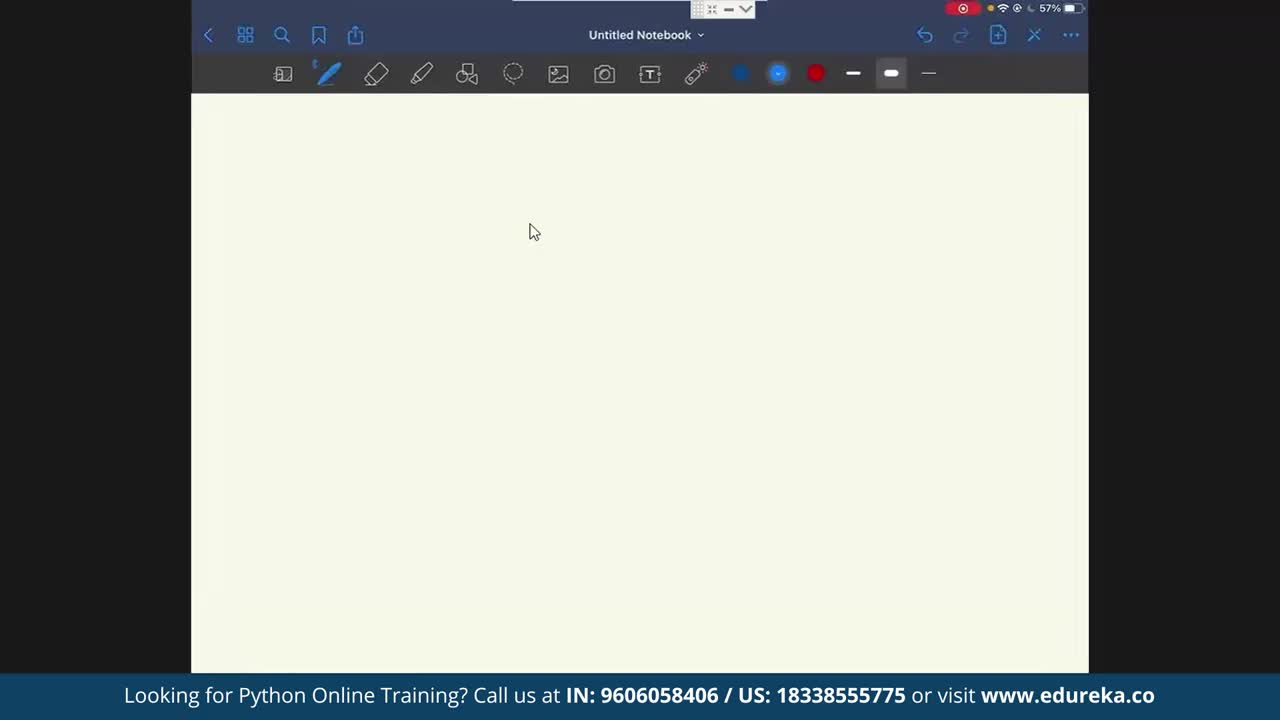 57%
Untitled Notebook
T
Looking for Python Online Training? Call us at IN: 9606058406 / US: 18338555775 or visit www.edureka.co